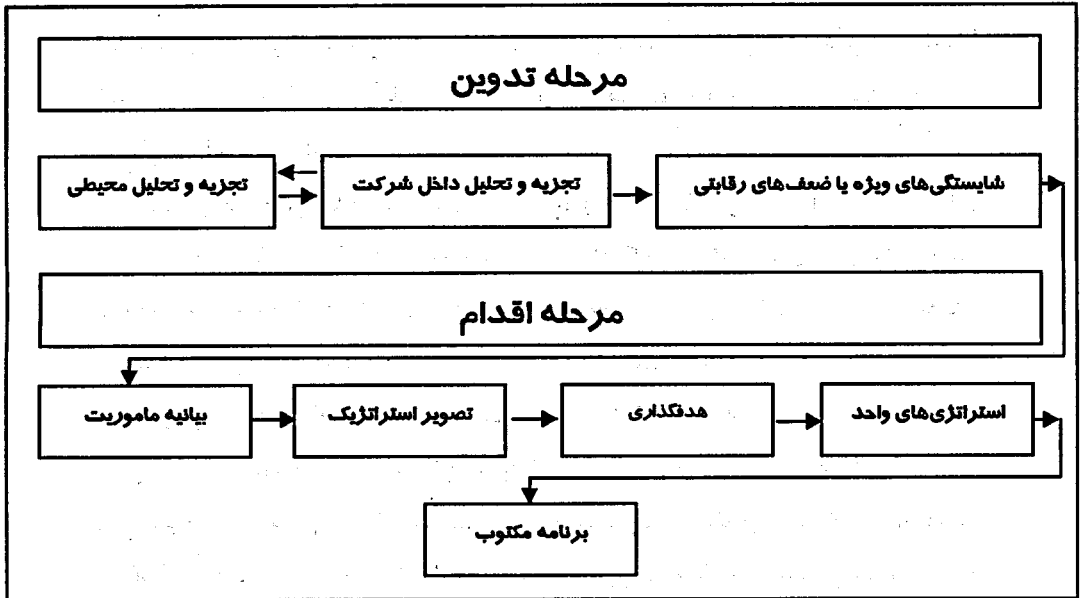 مرحله تدوین
تجزیه و تحلیل محیطی
تجزیه و تحلیل داخل شرکت
شایستگی‌های ویژه یا ضعف‌های رقابتی
مرحله اقدام
بیانیه ماموریت
تصویر استراتژیک
هدفگذاری
استراتژی‌های واحد
برنامه مکتوب